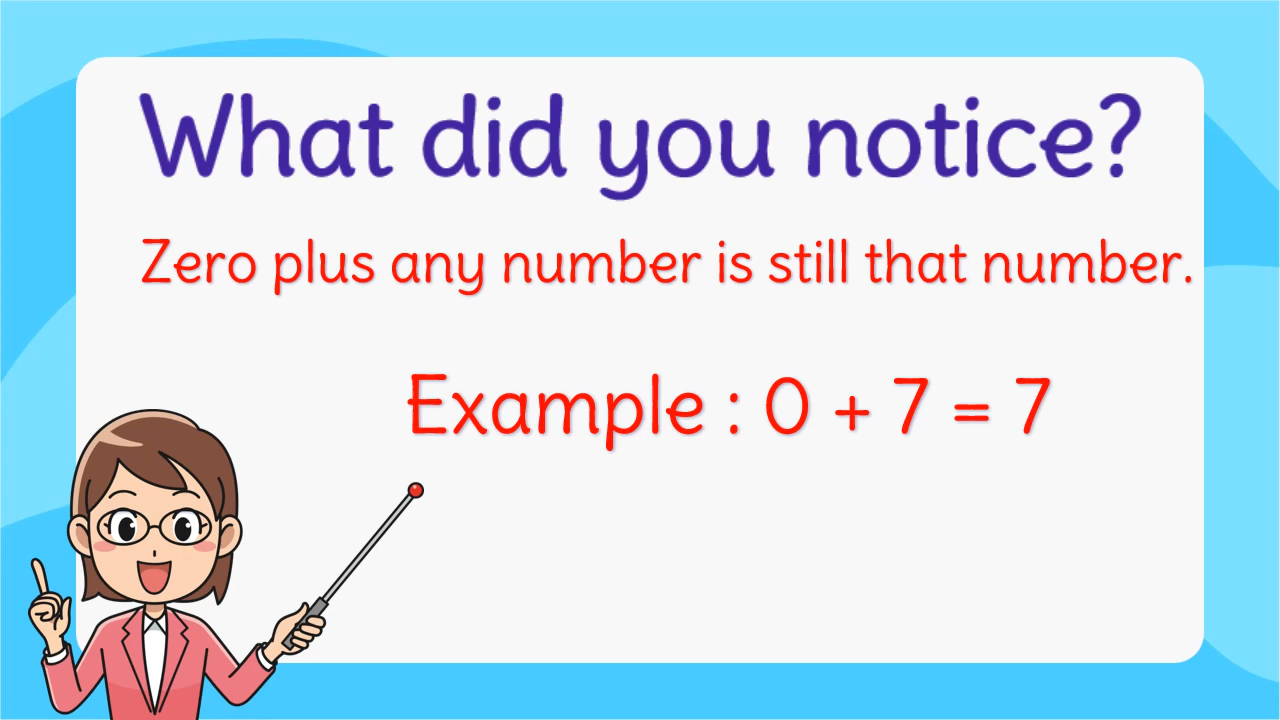 What did you notice?
Zero plus any number is still that number.
Example : 0 + 7 = 7